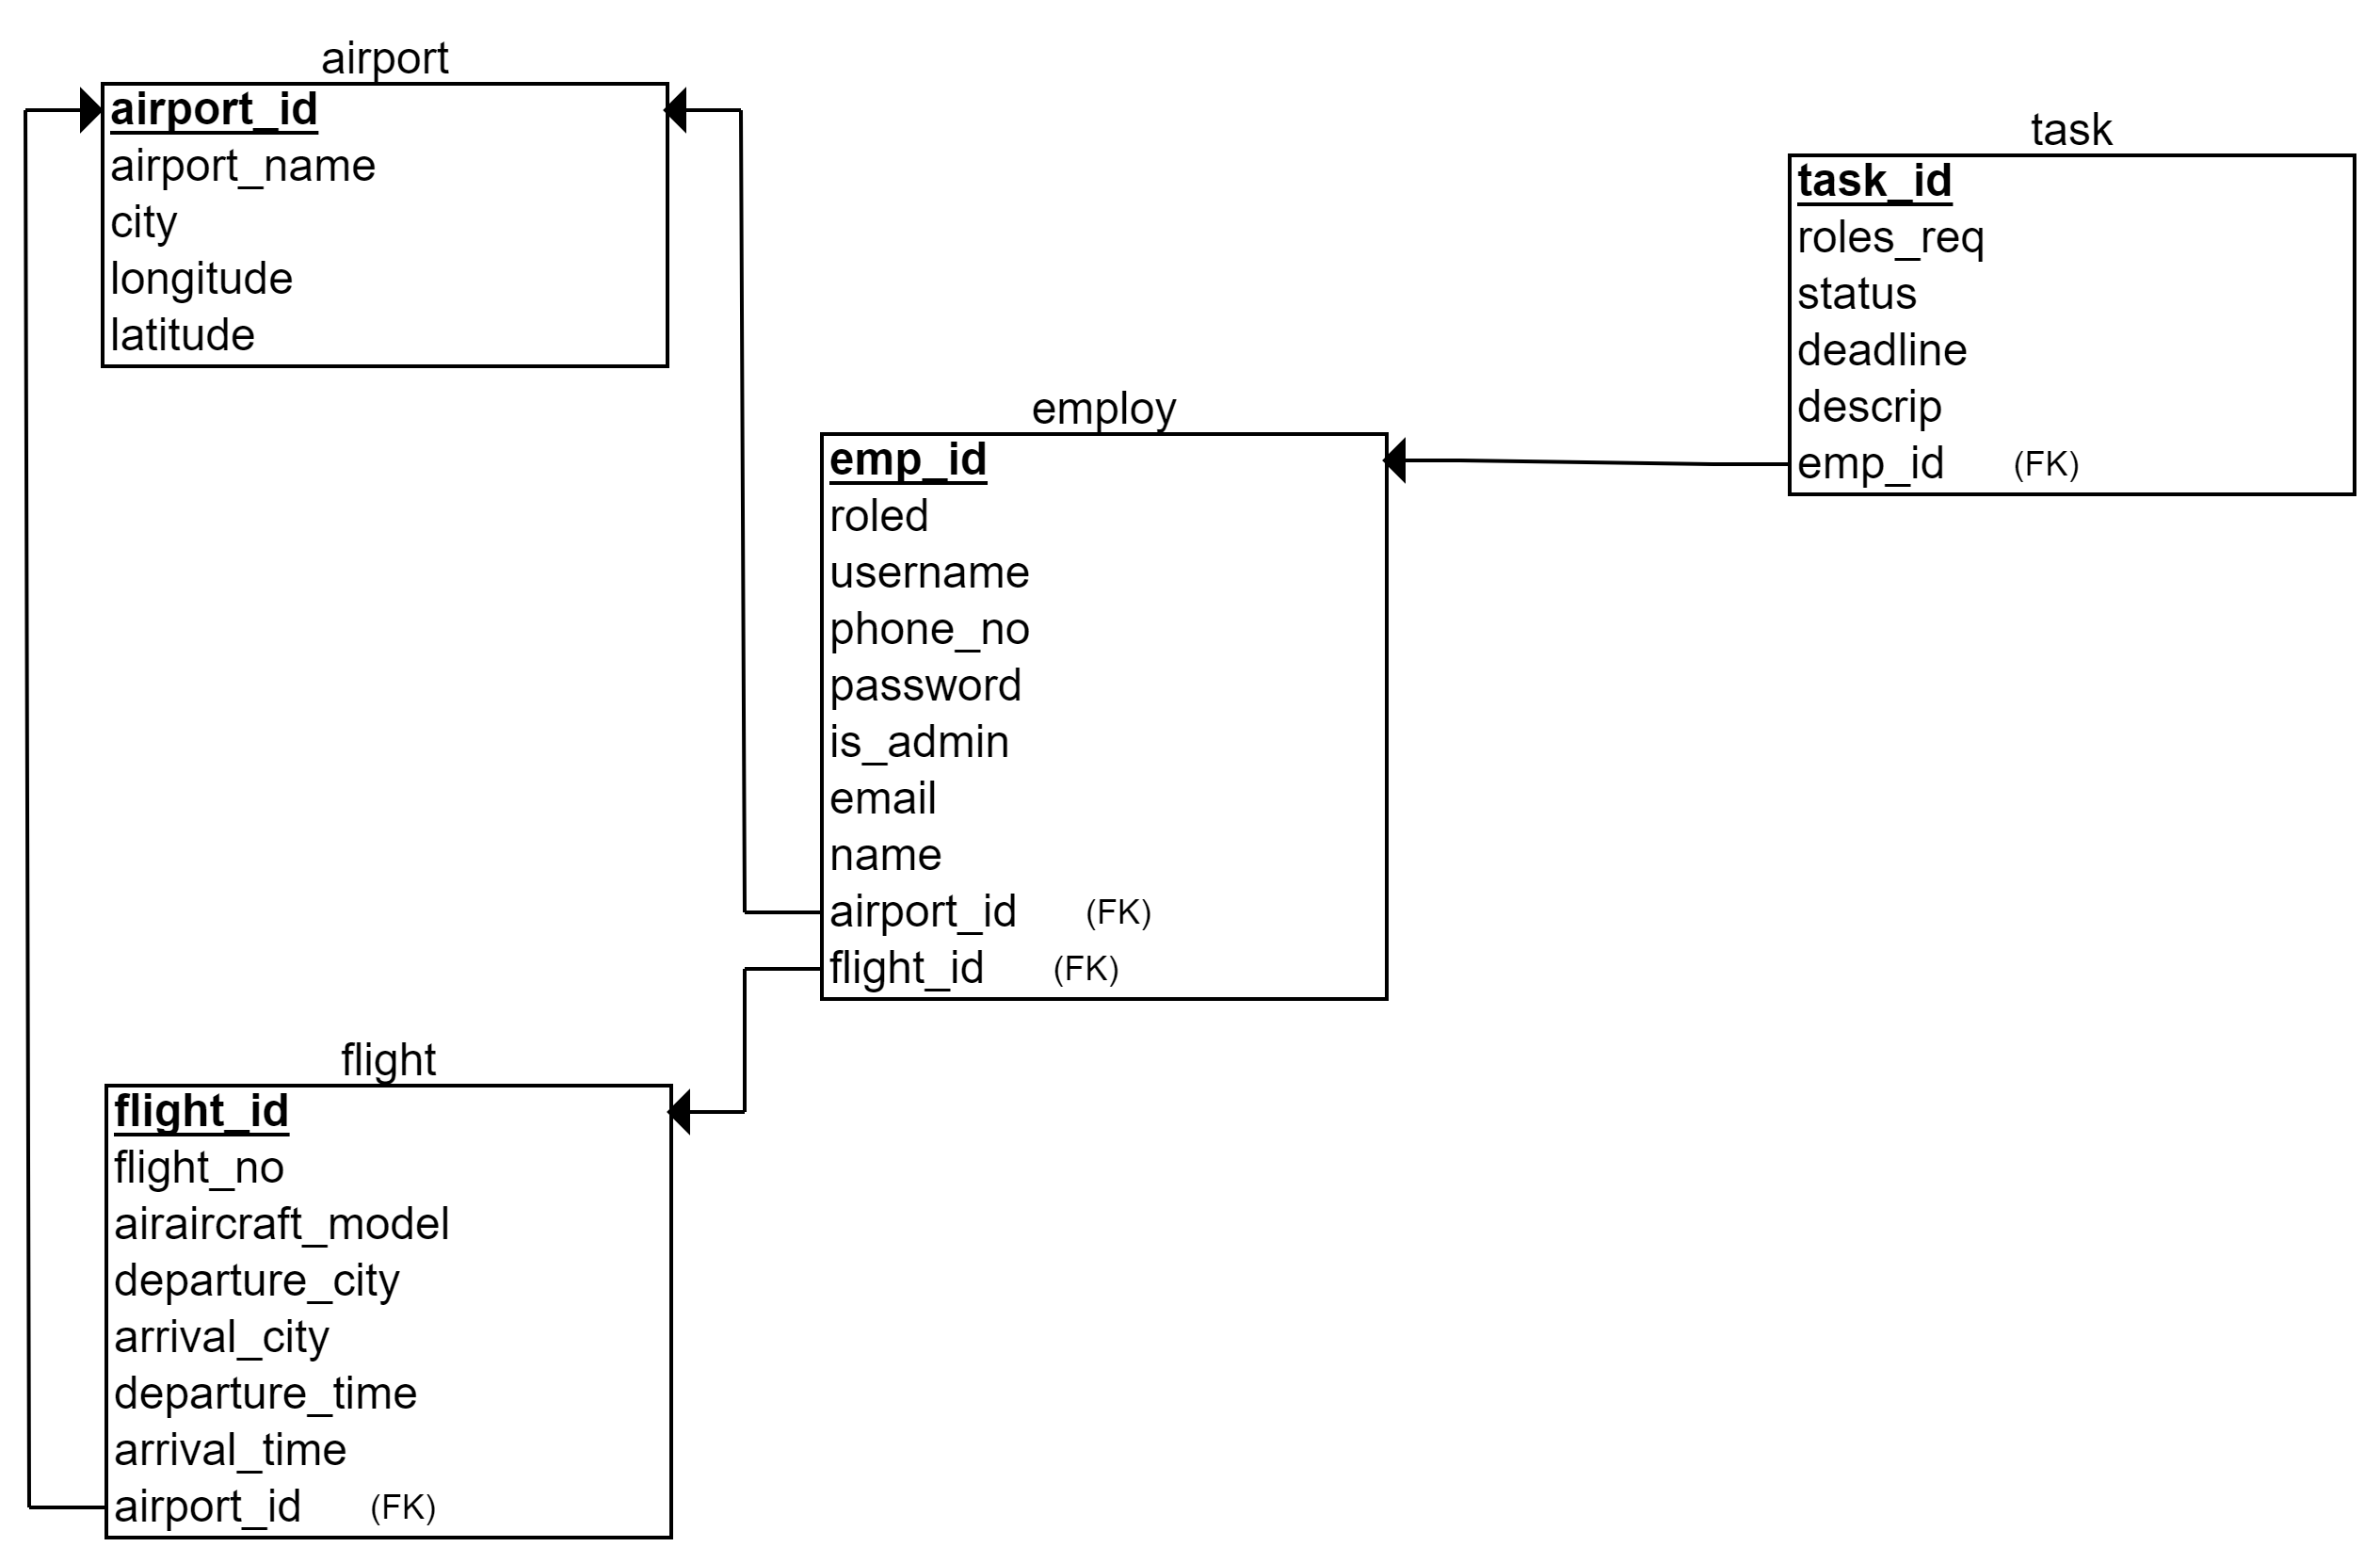 airport
airport_id
airport_name
city
longitude
latitude
task
task_id
roles_req
status
deadline
descrip
emp_id (FK)
employ
emp_id
roled
username
phone_no
password
is_admin
email
name
airport_id (FK)
flight_id (FK)
flight
flight_id
flight_no
airaircraft_model
departure_city
arrival_city
departure_time
arrival_time
airport_id (FK)